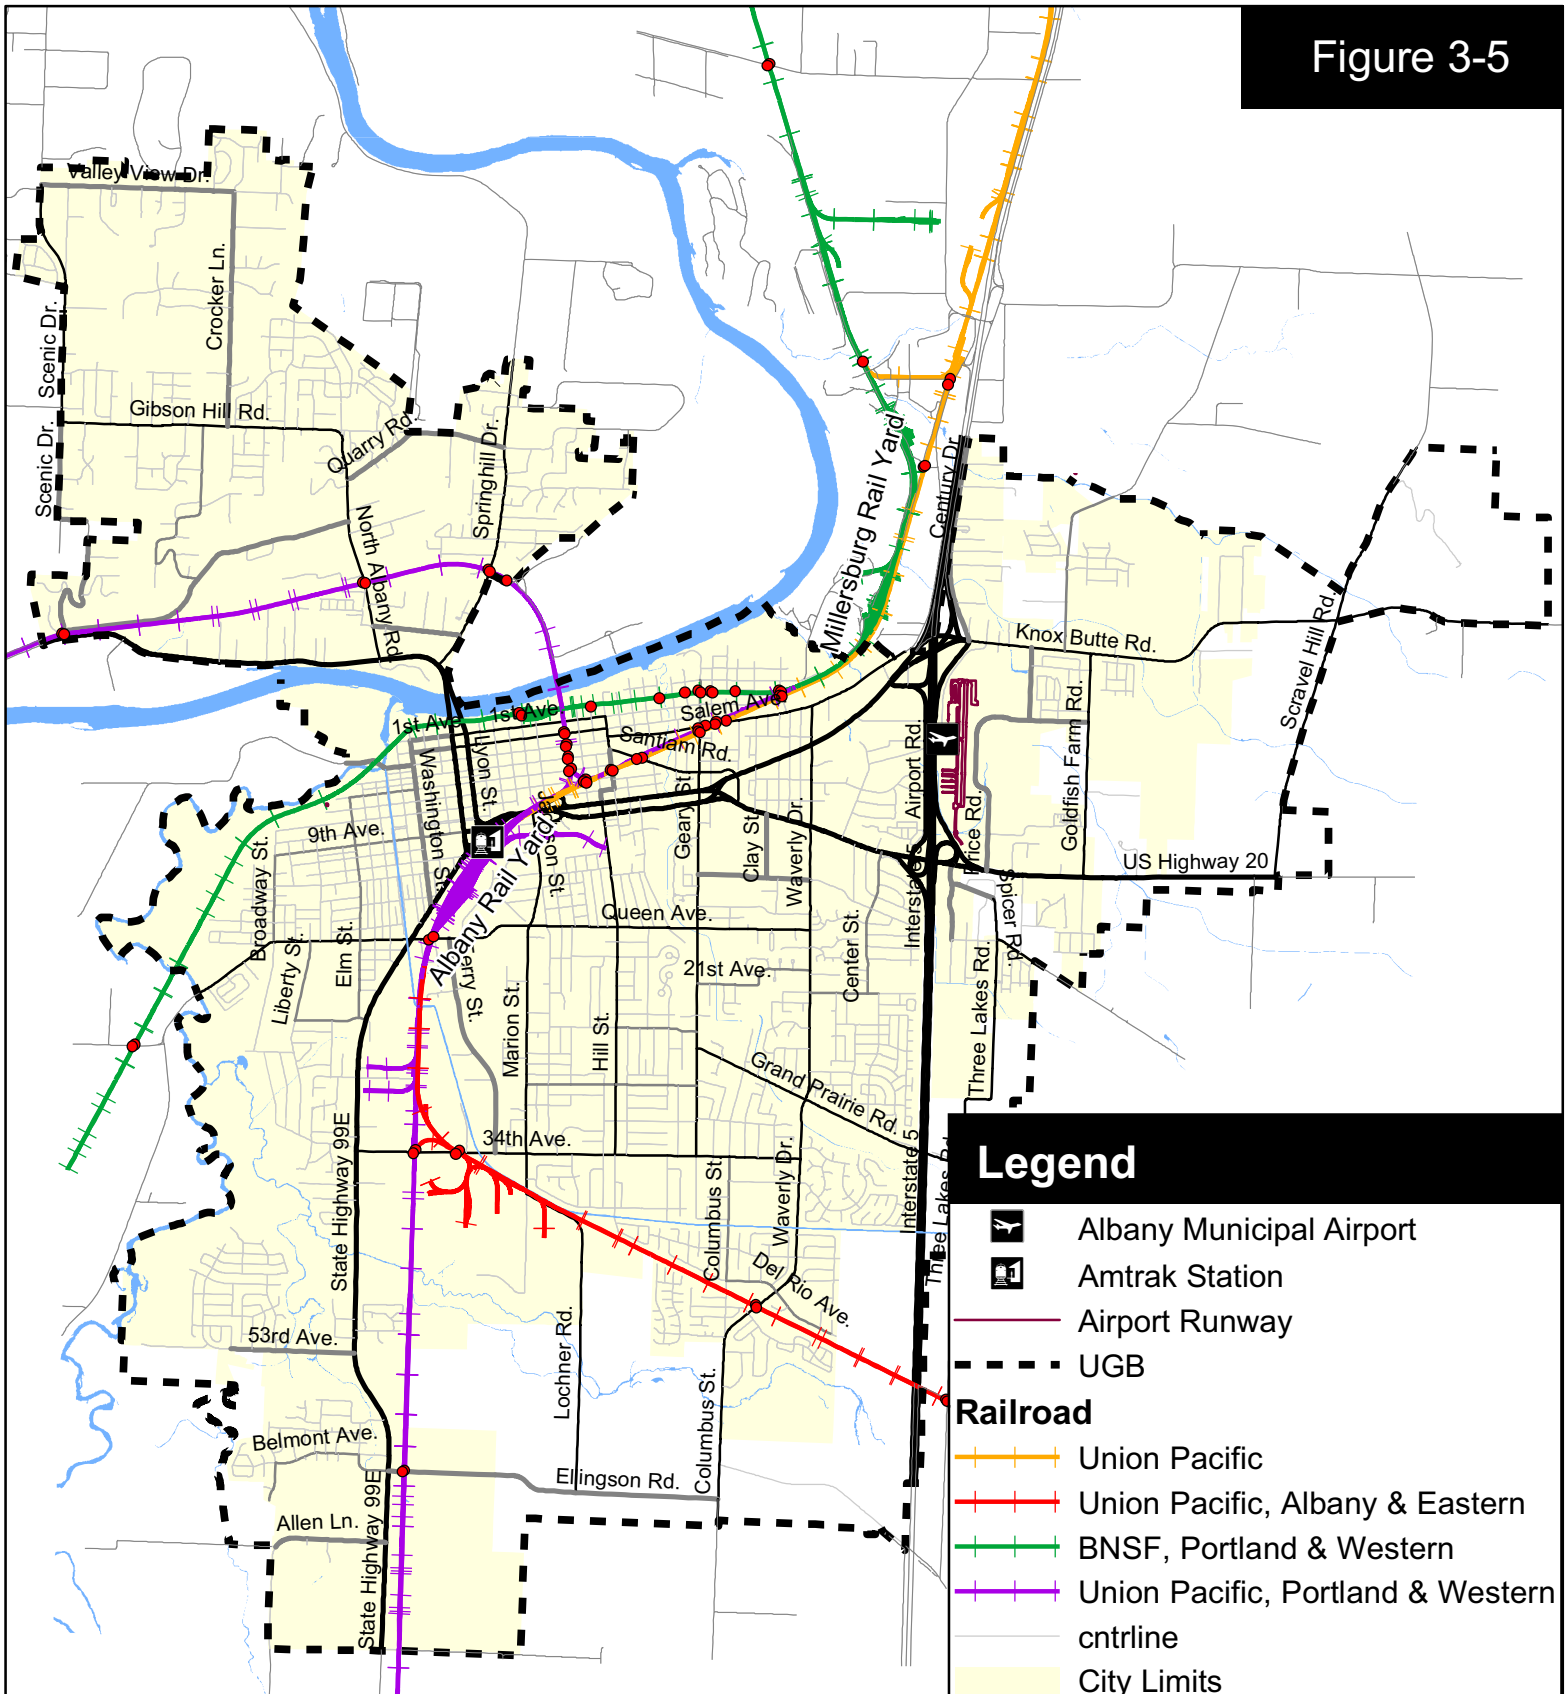 Figure 3-5
Valley View Dr.
Crocker Ln.
Scenic Dr.
Gibson Hill Rd.
Quarry Rd.
Scenic Dr.
Springhill Dr.
North Albany Rd.
Millersburg Rail Yard
Century Dr.
Knox Butte Rd.
Scravel Hill Rd.
Goldfish Farm Rd.
1st Ave.
1st Ave.
Salem Ave.
Santiam Rd.
Lyon St.
Washington St.
Airport Rd.
Price Rd.
9th Ave.
Geary St.
Clay St.
Waverly Dr.
US Highway 20
Broadway St.
Albany Rail Yard
Queen Ave.
Interstate 5
Spicer Rd.
Liberty St.
Elm St.
21st Ave.
Center St.
Three Lakes Rd.
Marion St.
Hill St.
Grand Prairie Rd.
34th Ave.
State Highway 99E
Columbus St.
Waverly Dr.
Interstate 5
Three Lakes Rd.
Del Rio Ave.
53rd Ave.
Lochner Rd.
Columbus St.
Belmont Ave.
Ellingson Rd.
Allen Ln.
State Highway 99E
Legend
Albany Municipal Airport
Amtrak Station
Airport Runway
UGB
Railroad
Union Pacific
Union Pacific, Albany & Eastern
BNSF, Portland & Western
Union Pacific, Portland & Western
cntrline
City Limits